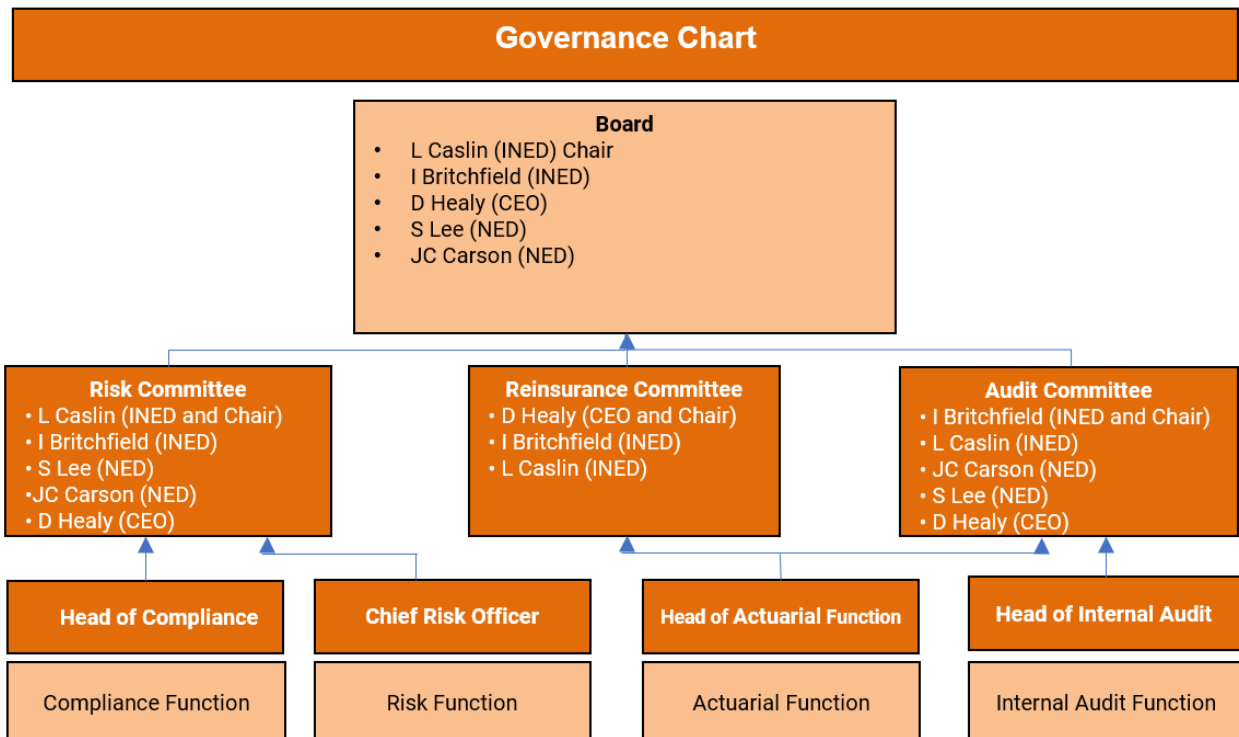 Governance Chart
Board
• L Caslin (INED) Chair
• I Britchfield (INED)
• D Healy (CEO)
• S Lee (NED)
• JC Carson (NED)
Risk Committee
• L Caslin (INED and Chair)
• I Britchfield (INED)
• S Lee (NED)
•JC Carson (NED)
• D Healy (CEO)
Reinsurance Committee
• D Healy (CEO and Chair)
• I Britchfield (INED)
• L Caslin (INED)
Audit Committee
• I Britchfield (INED and Chair)
• L Caslin (INED)
• JC Carson (NED)
• S Lee (NED)
• D Healy (CEO)
Head of Compliance
Chief Risk Officer
Head of Actuarial Function
Head of Internal Audit
Compliance Function
Risk Function
Actuarial Function
Internal Audit Function